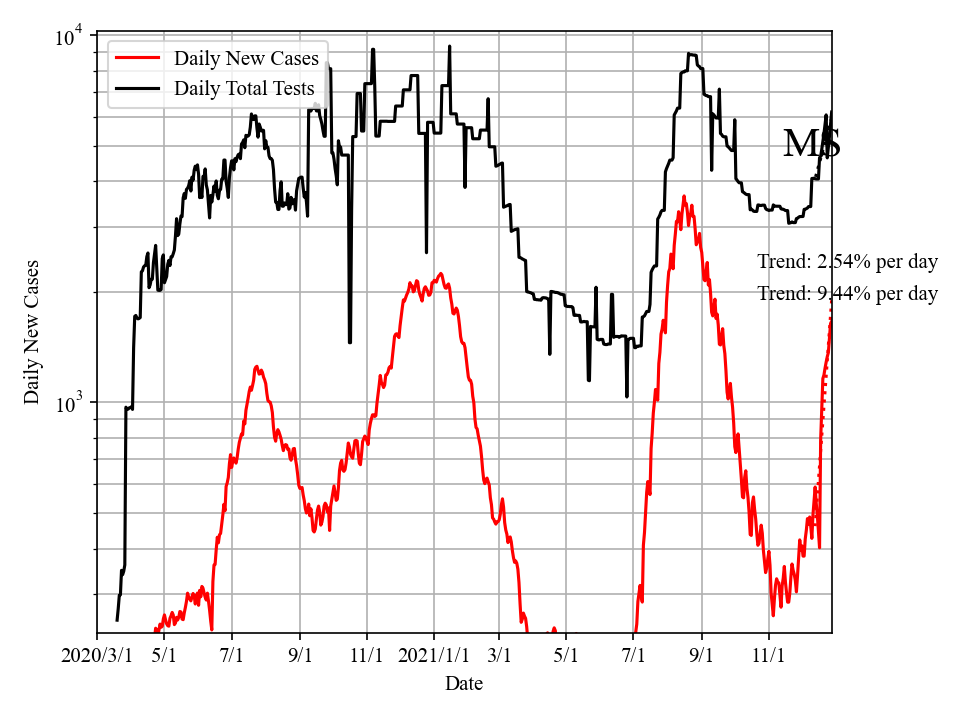 10^4
Daily New Cases
Daily Total Tests
MS
Trend: 2.54% per day
Trend: 9.44% per day
Daily New Cases
10^3
2020/3/1 5/1 7/1 9/1 11/1 2021/1/1 3/1 5/1 7/1 9/1 11/1
Date